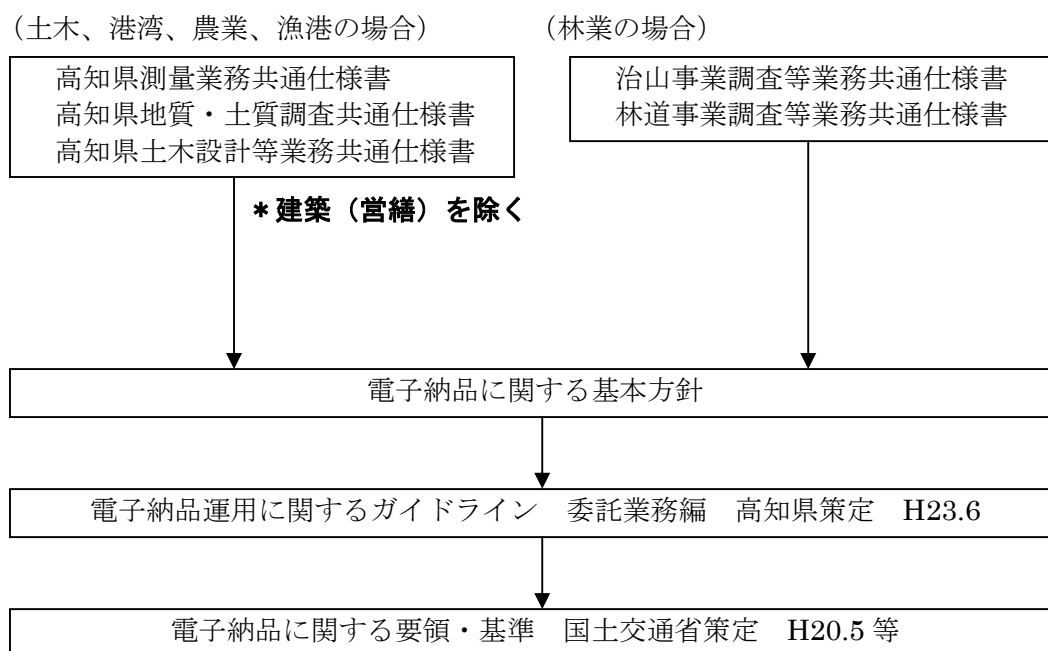 （土木、港湾、農業、漁港の場合）
（林業の場合）
高知県測量業務共通仕様書
高知県地質・土質調査共通仕様書
高知県土木設計等業務共通仕様書
治山事業調査等業務共通仕様書
林道事業調査等業務共通仕様書
＊建築（営繕）を除く
電子納品に関する基本方針
電子納品運用に関するガイドライン　委託業務編　高知県策定　H23.6
電子納品に関する要領・基準　国土交通省策定　H20.5 等